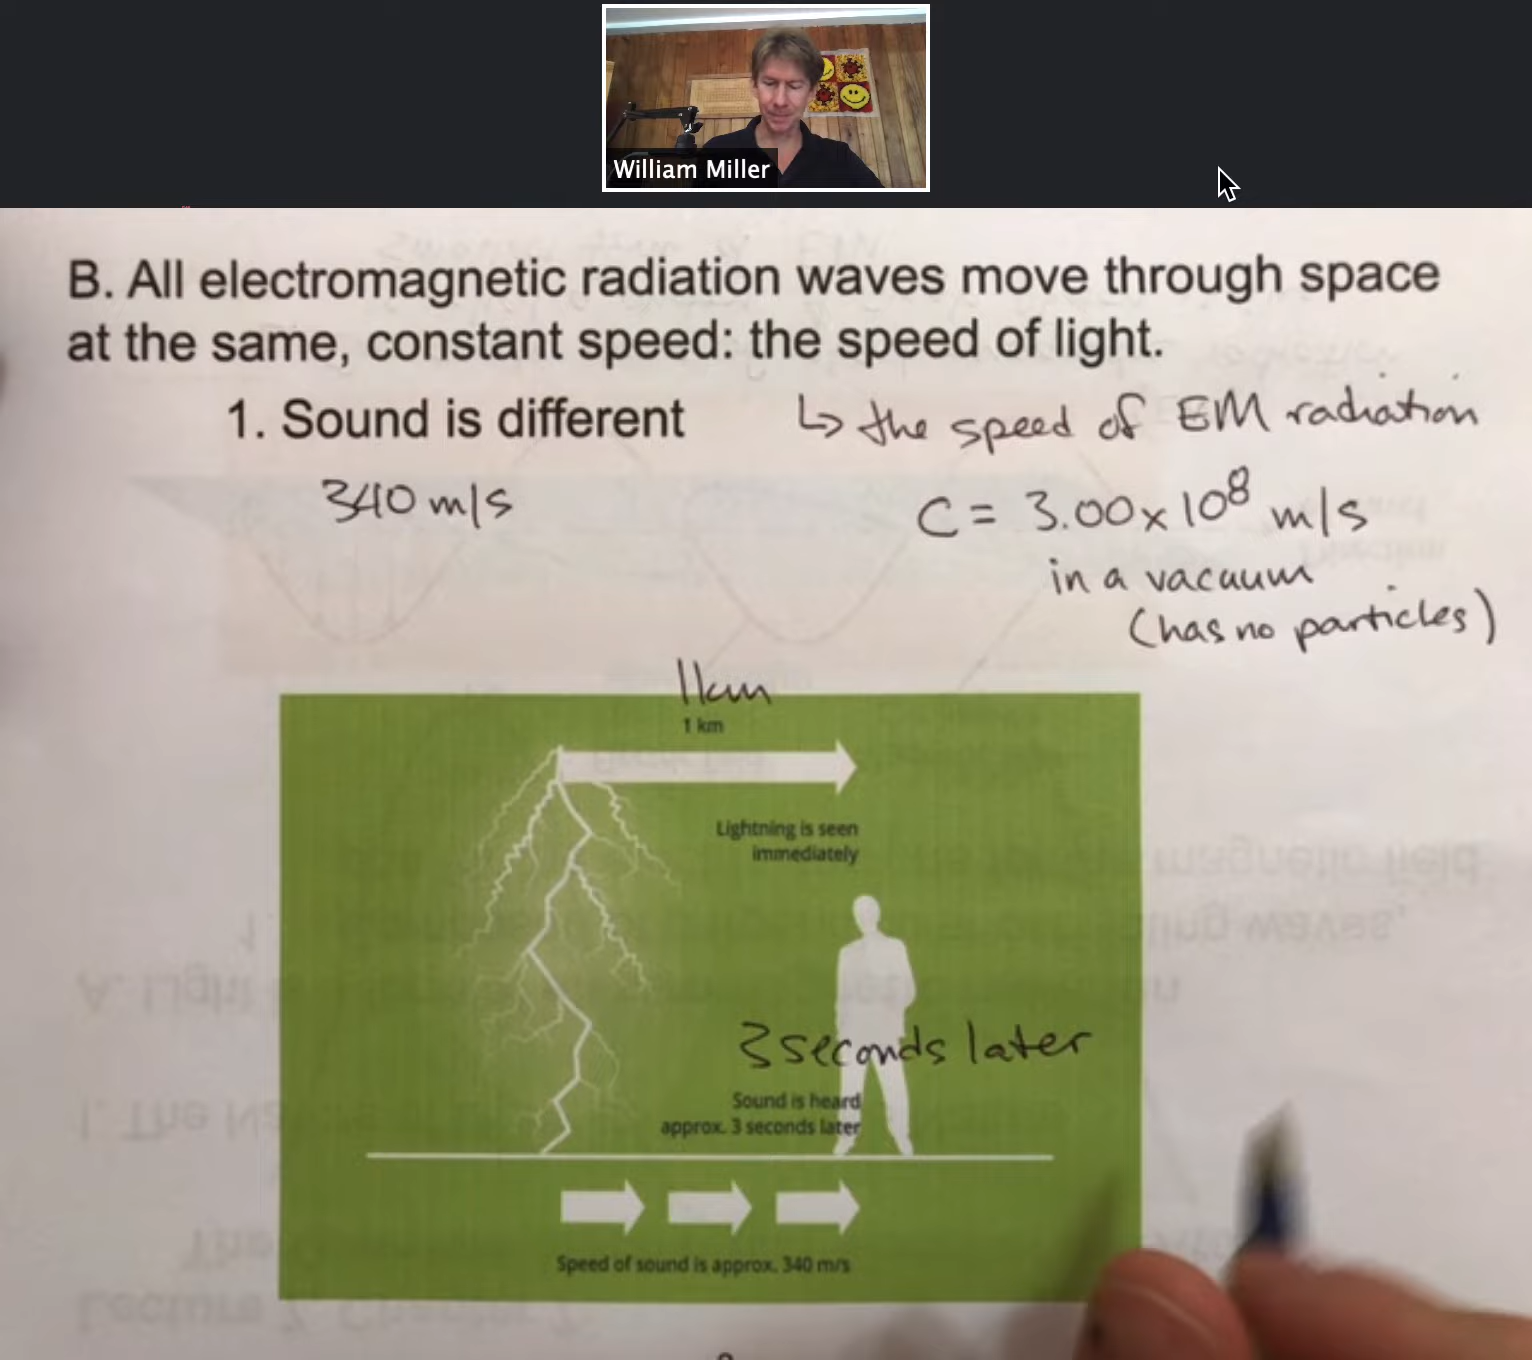 William Miller
B. All electromagnetic radiation waves move through space
at the same, constant speed: the speed of light.
1. Sound is different
↳ the speed of EM radiation
340 m/s
C = 3.00 x 10⁸ m/s
in a vacuum
(has no particles)
1km
1 km
Lightning is seen
immediately
3 seconds later
Sound is heard
approx. 3 seconds later
Speed of sound is approx. 340 m/s